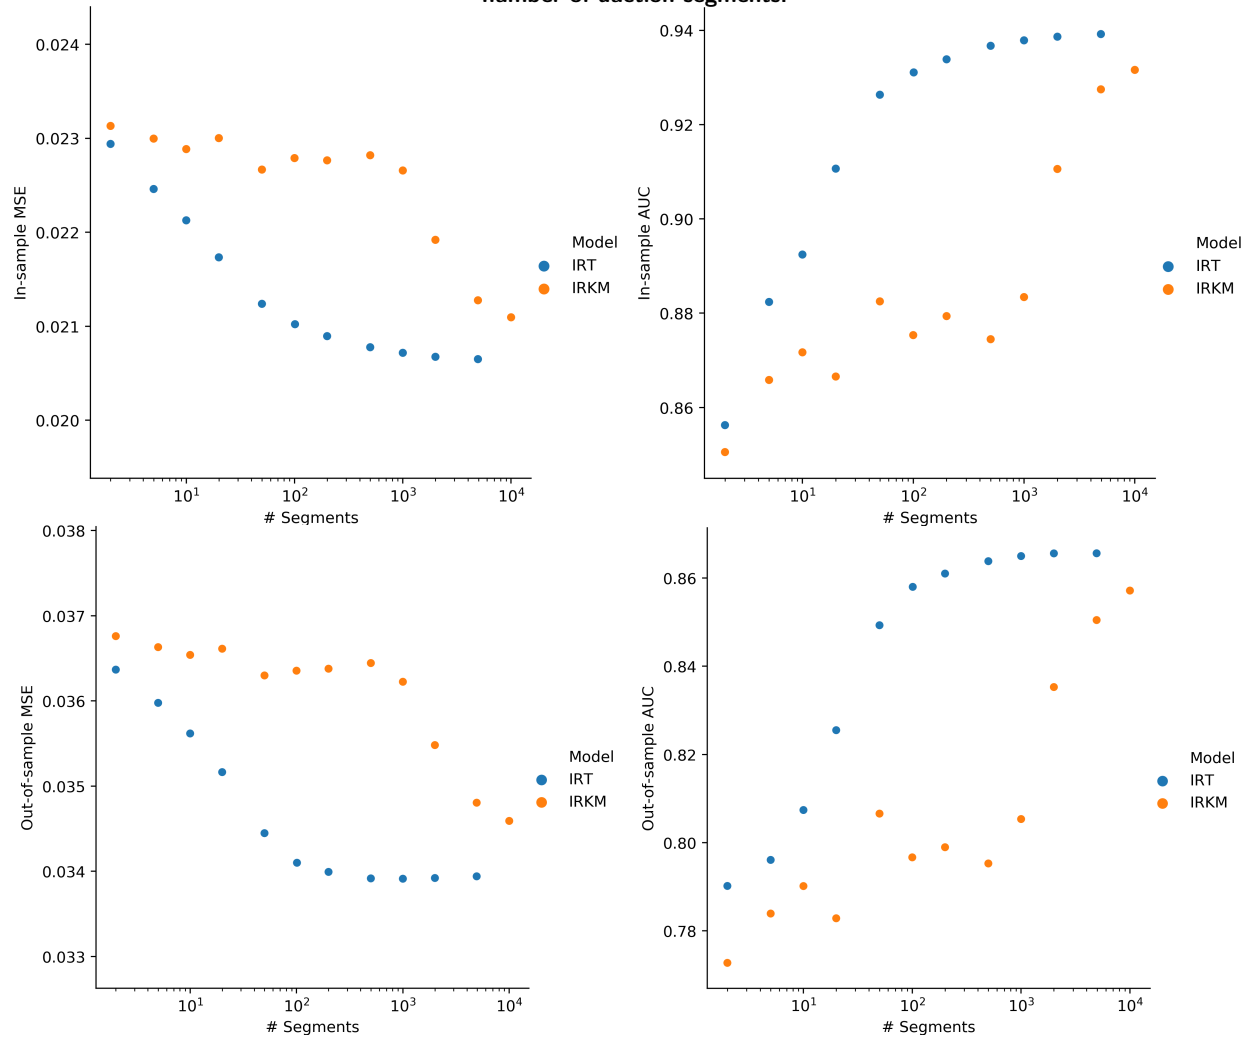 number of auction segments.
0.024
0.023
0.022
0.021
0.020
In-sample MSE
10¹ 10² 10³ 10⁴
# Segments
Model
IRT
IRKM
0.94
0.92
0.90
0.88
0.86
In-sample AUC
10¹ 10² 10³ 10⁴
# Segments
Model
IRT
IRKM
0.038
0.037
0.036
0.035
0.034
0.033
Out-of-sample MSE
10¹ 10² 10³ 10⁴
# Segments
Model
IRT
IRKM
0.86
0.84
0.82
0.80
0.78
Out-of-sample AUC
10¹ 10² 10³ 10⁴
# Segments
Model
IRT
IRKM